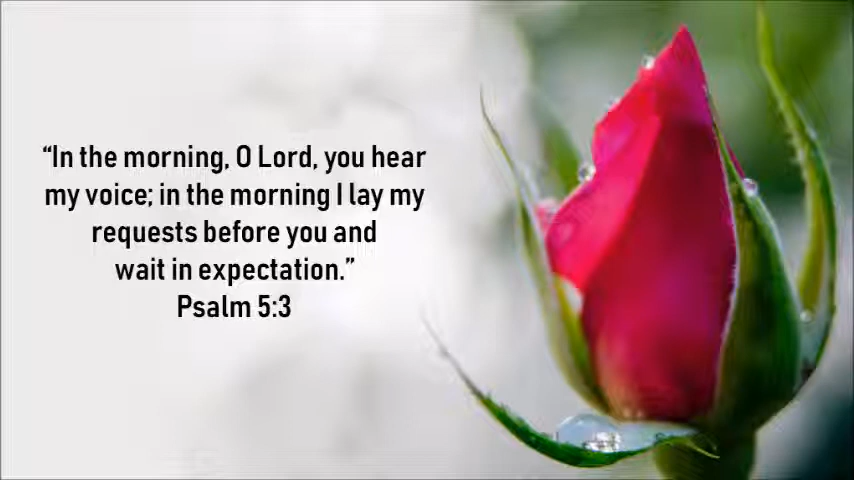 “In the morning, O Lord, you hear
my voice; in the morning I lay my
requests before you and
wait in expectation.”
Psalm 5:3